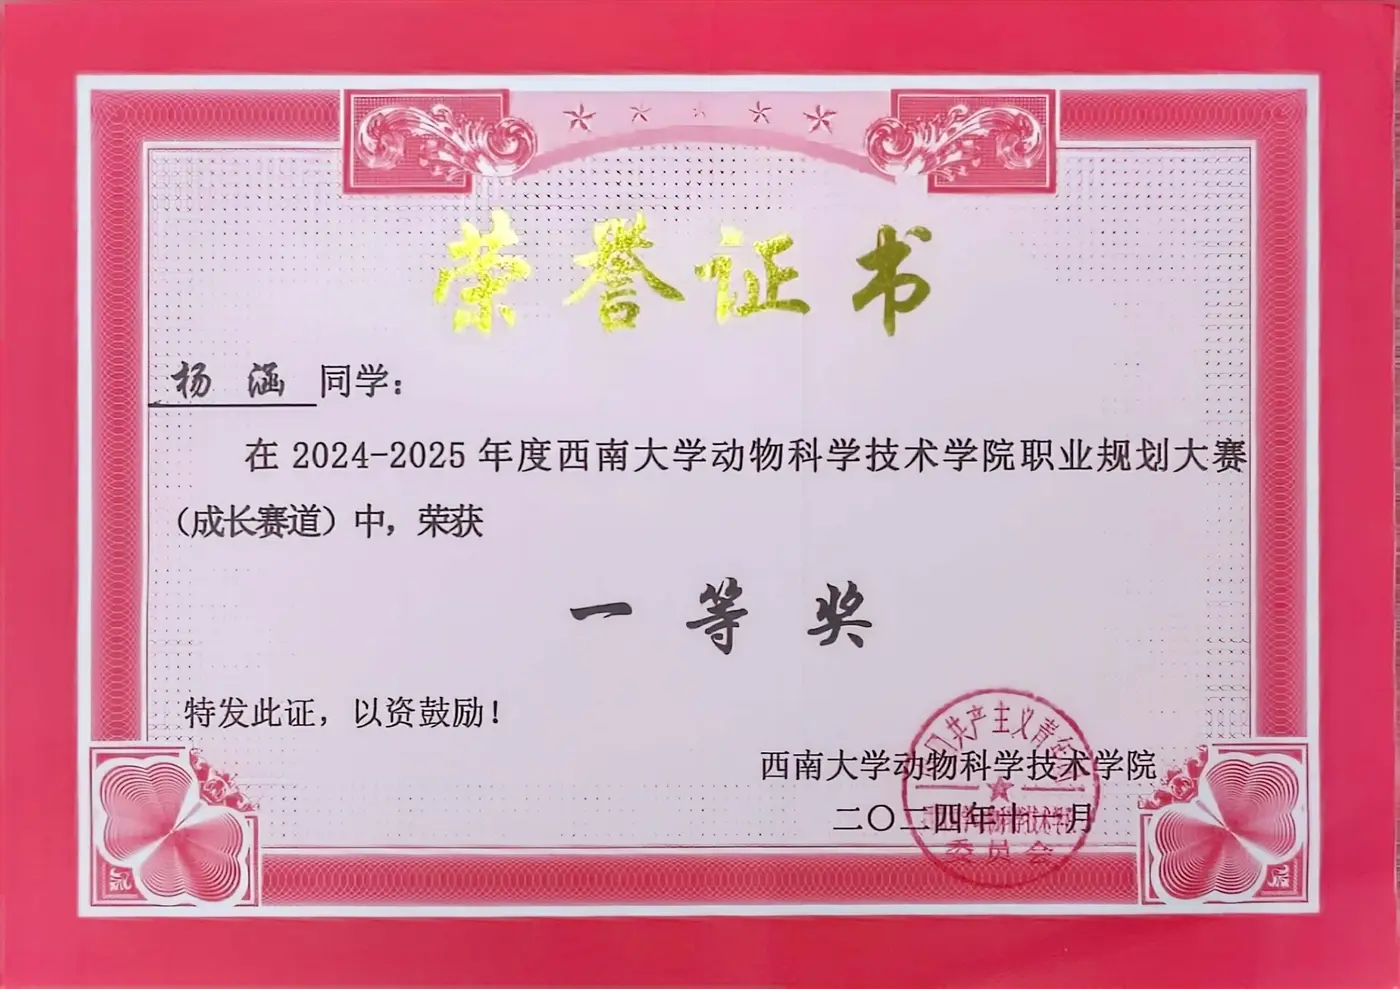 荣誉证书
杨 涵 同学：
在 2024-2025 年度西南大学动物科学技术学院职业规划大赛
（成长赛道）中，荣获
一 等 奖
特发此证，以资鼓励！
共产主义青年
西南大学动物科学技术学院
二〇二四年十一月
委员会